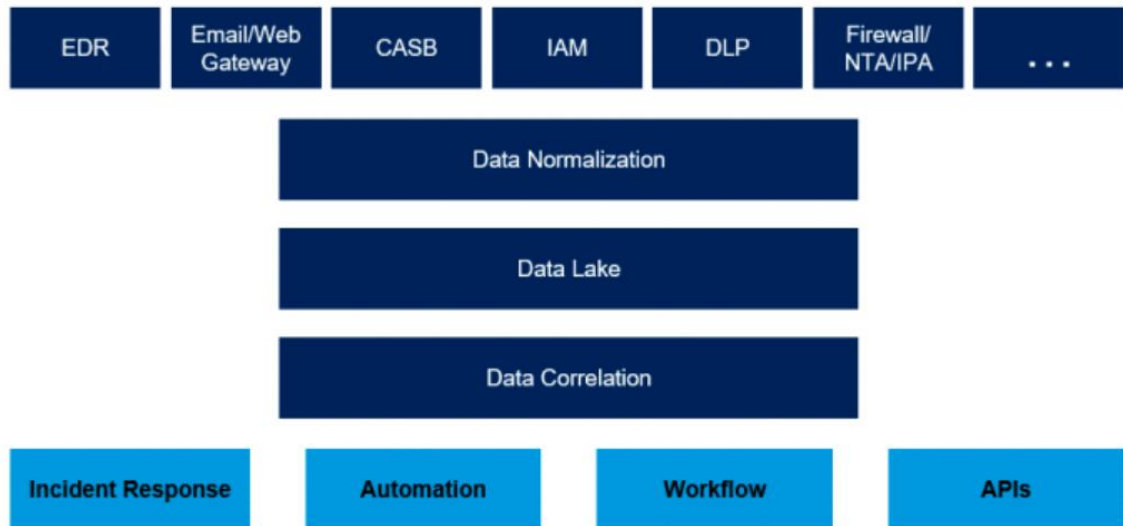 EDR
Email/Web
Gateway
CASB
IAM
DLP
Firewall/
NTA/IPA
...
Data Normalization
Data Lake
Data Correlation
Incident Response
Automation
Workflow
APIs